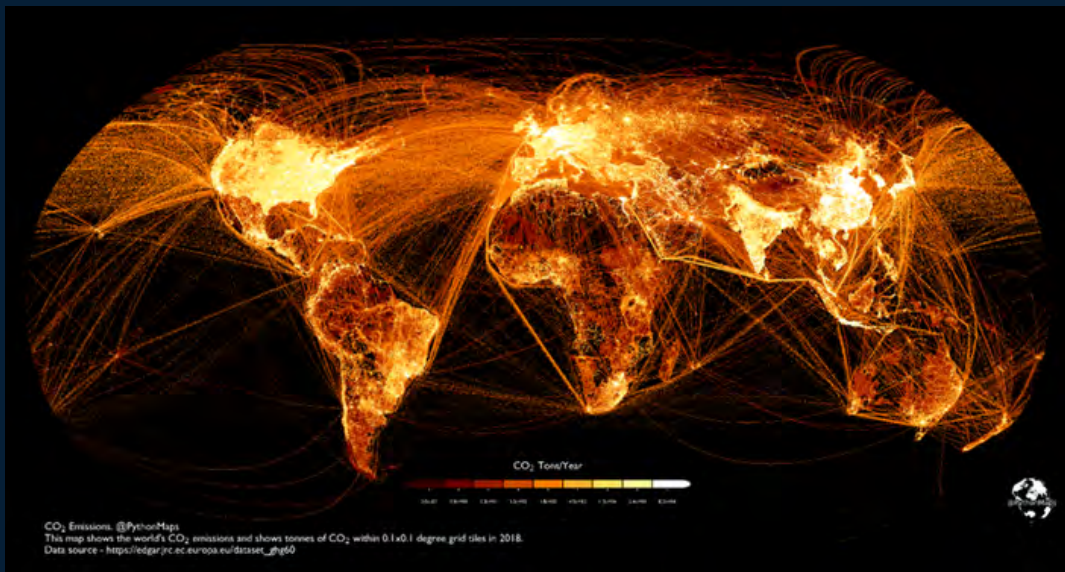 CO₂ Tons/Year
@PythonMaps
CO₂ Emissions. @PythonMaps
This map shows the world's CO₂ emissions and shows tonnes of CO₂ within 0.1x0.1 degree grid tiles in 2018.
Data source - https://edgar.jrc.ec.europa.eu/dataset_ghg60